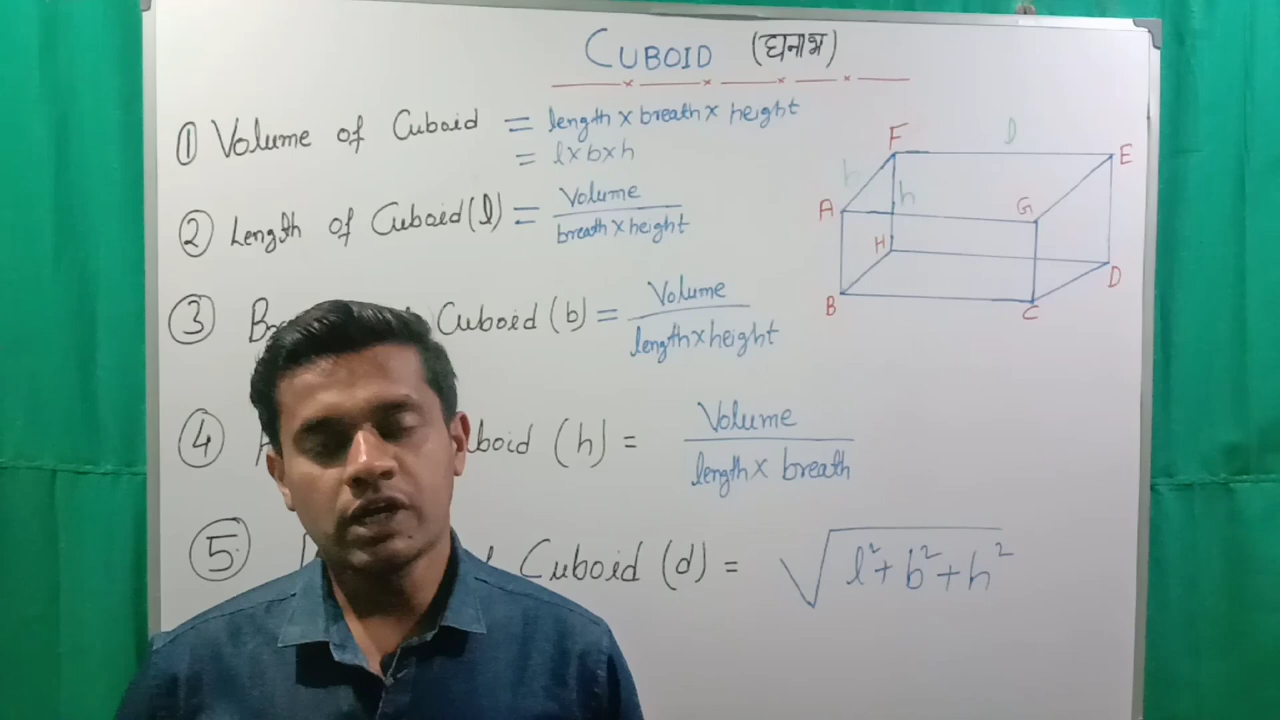 CUBOID (घनाभ)
① Volume of Cuboid = length × breath × height
= l×b×h
② Length of Cuboid(l) = Volume / breath × height
③ Cuboid (b) = Volume / length × height
④ Cuboid (h) = Volume / length × breath
⑤ Cuboid (d) = √l²+b²+h²
F l E
h h
A G
H D
B C